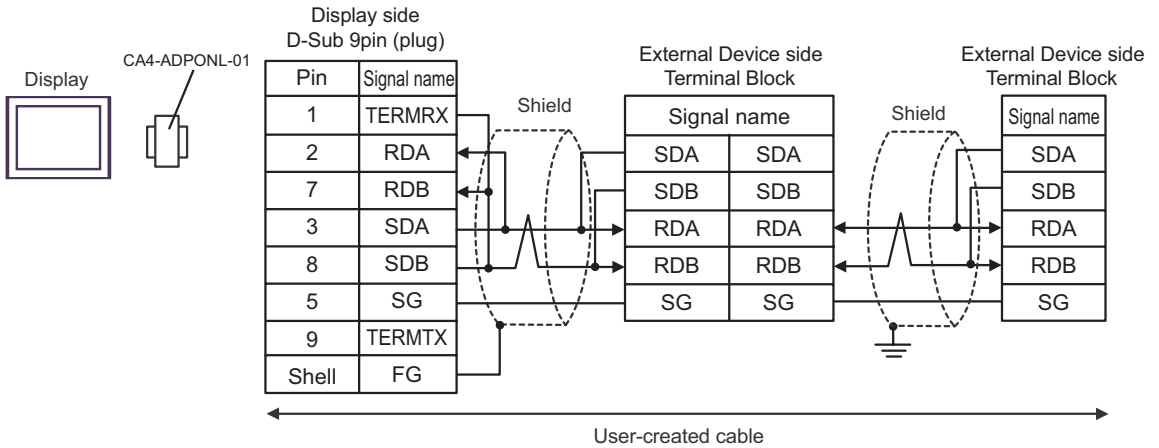 Display side
D-Sub 9pin (plug)
CA4-ADPONL-01
Display
Pin Signal name
1 TERMRX
2 RDA
7 RDB
3 SDA
8 SDB
5 SG
9 TERMTX
Shell FG
Shield
External Device side
Terminal Block
Signal name
SDA SDA
SDB SDB
RDA RDA
RDB RDB
SG SG
Shield
External Device side
Terminal Block
Signal name
SDA
SDB
RDA
RDB
SG
User-created cable